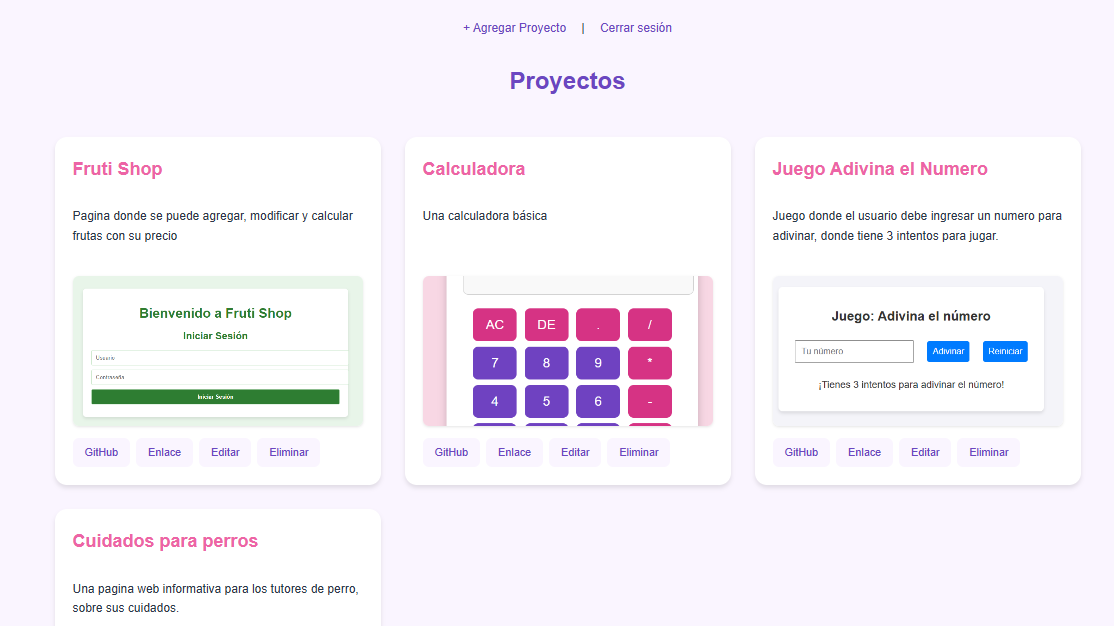 + Agregar Proyecto | Cerrar sesión
Proyectos
Fruti Shop
Pagina donde se puede agregar, modificar y calcular
frutas con su precio
Bienvenido a Fruti Shop
Iniciar Sesión
Usuario
Contraseña
Iniciar Sesión
GitHub Enlace Editar Eliminar
Calculadora
Una calculadora básica
AC DE . /
7 8 9 *
4 5 6 -
GitHub Enlace Editar Eliminar
Juego Adivina el Numero
Juego donde el usuario debe ingresar un numero para
adivinar, donde tiene 3 intentos para jugar.
Juego: Adivina el número
Tu número Adivinar Reiniciar
¡Tienes 3 intentos para adivinar el número!
GitHub Enlace Editar Eliminar
Cuidados para perros
Una pagina web informativa para los tutores de perro,
sobre sus cuidados.